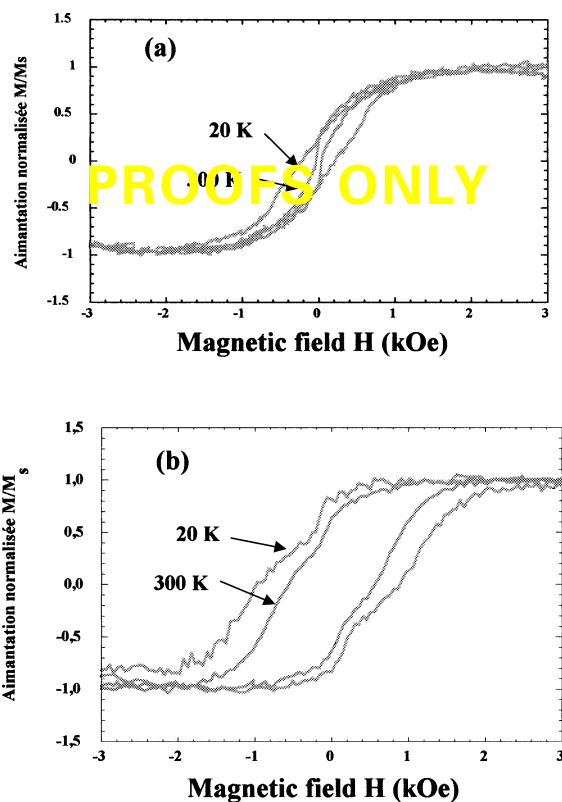 (a)
Aimantation normalisée M/Ms
1.5
1
0.5
0
-0.5
-1
-1.5
20 K
PROOFS ONLY
-3
-2
-1
0
1
2
3
Magnetic field H (kOe)
(b)
Aimantation normalisée M/Ms
1,5
1,0
0,5
0,0
-0,5
-1,0
-1,5
20 K
300 K
-3
-2
-1
0
1
2
3
Magnetic field H (kOe)